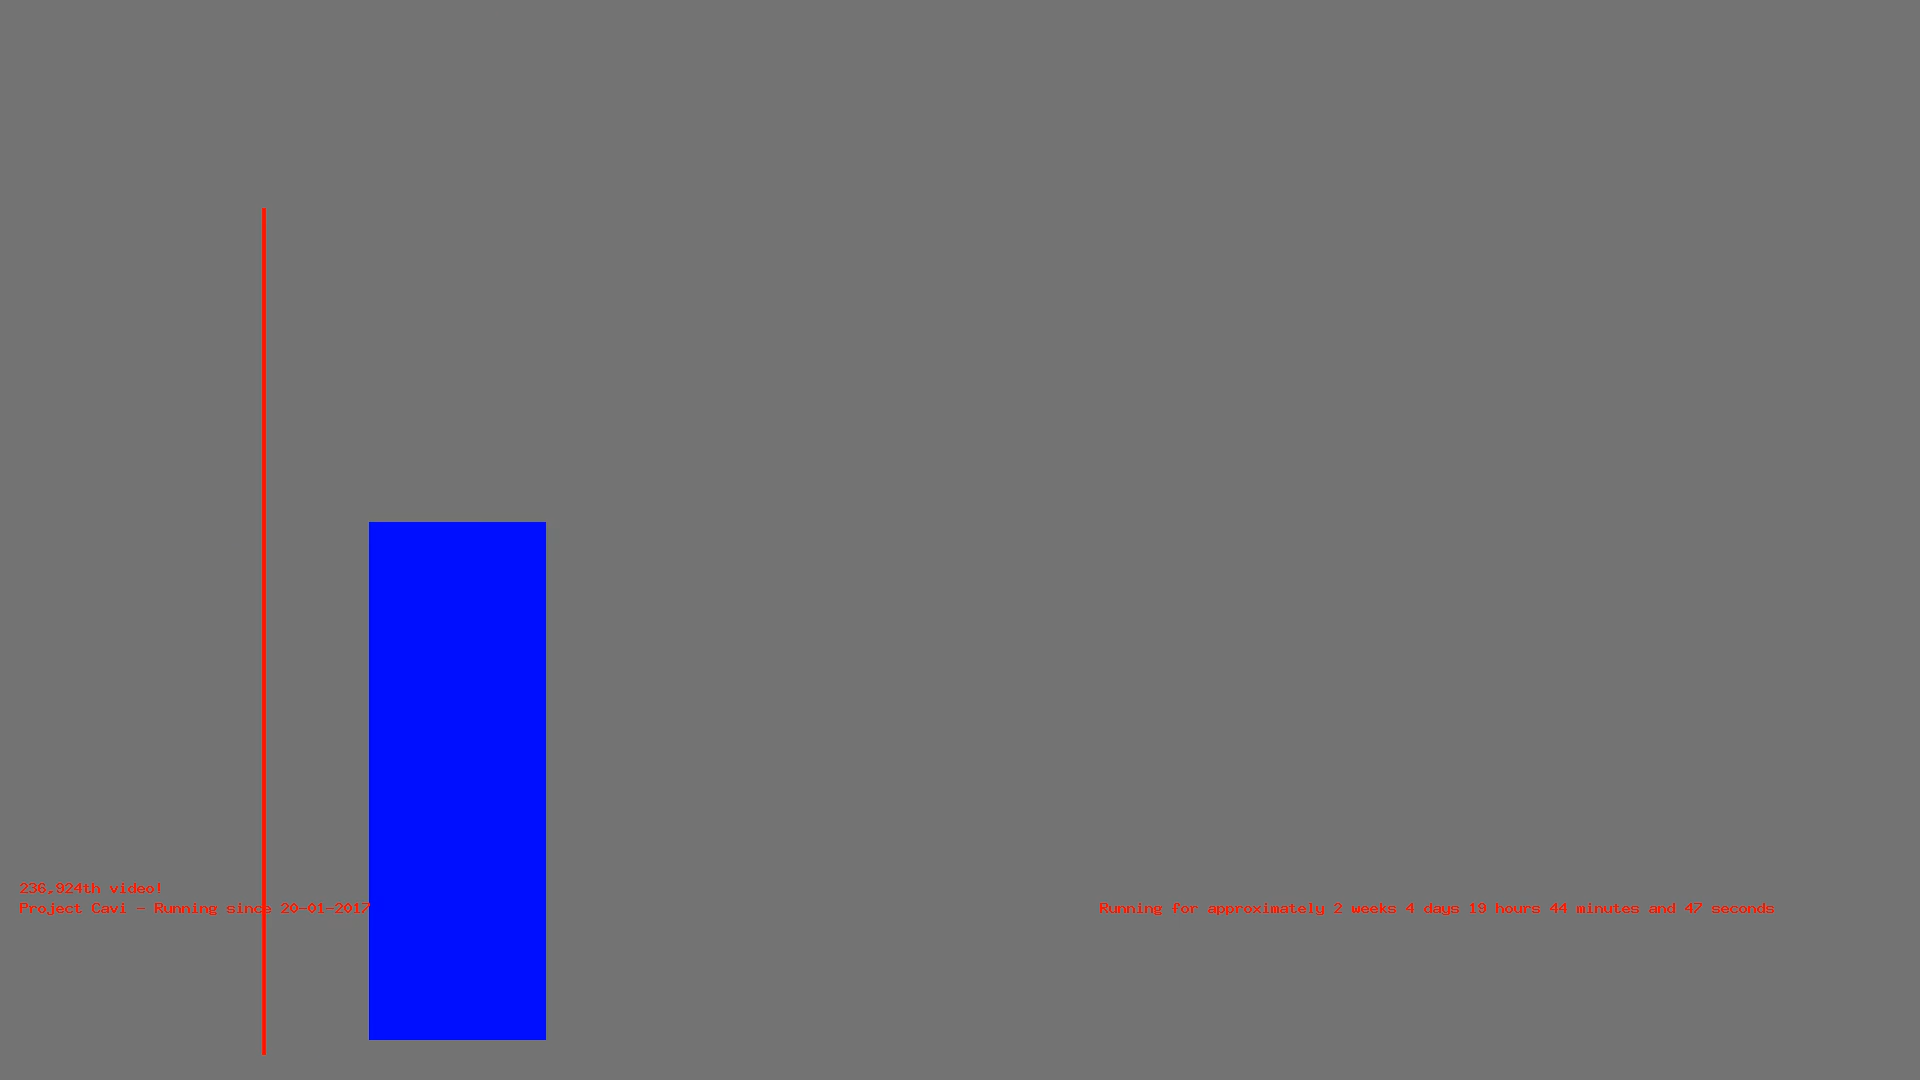 236,924th video!
Project Cavi - Running since 20-01-2017
Running for approximately 2 weeks 4 days 19 hours 44 minutes and 47 seconds